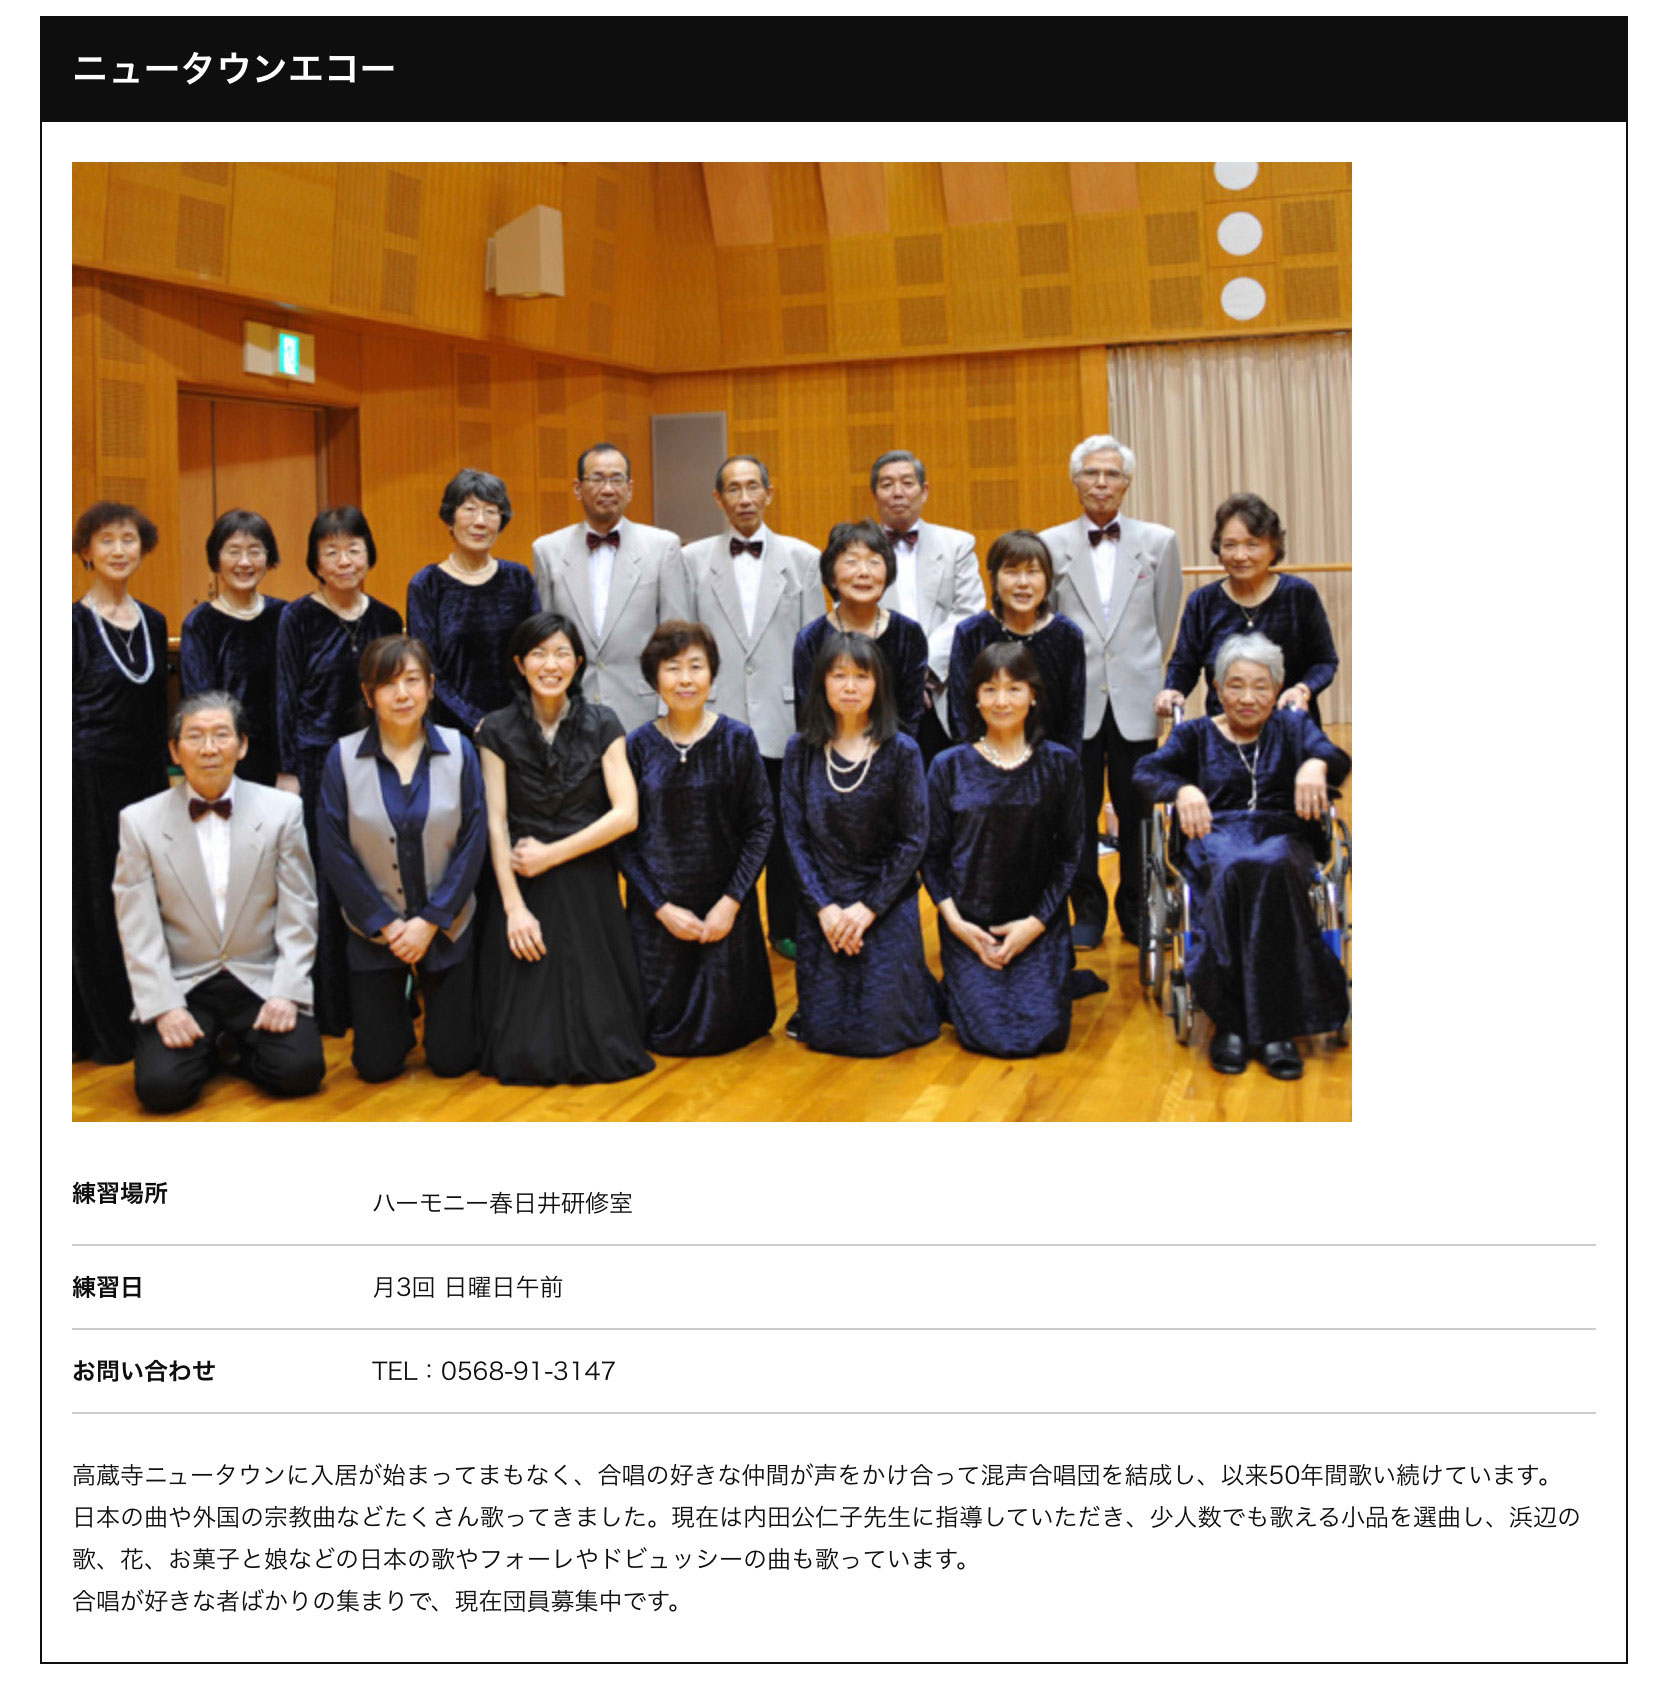 ニュータウンエコー
練習場所
ハーモニー春日井研修室
練習日
月3回 日曜日午前
お問い合わせ
TEL：0568-91-3147
高蔵寺ニュータウンに入居が始まってまもなく、合唱の好きな仲間が声をかけ合って混声合唱団を結成し、以来50年間歌い続けています。
日本の曲や外国の宗教曲などたくさん歌ってきました。現在は内田公仁子先生に指導していただき、少人数でも歌える小品を選曲し、浜辺の
歌、花、お菓子と娘などの日本の歌やフォーレやドビュッシーの曲も歌っています。
合唱が好きな者ばかりの集まりで、現在団員募集中です。